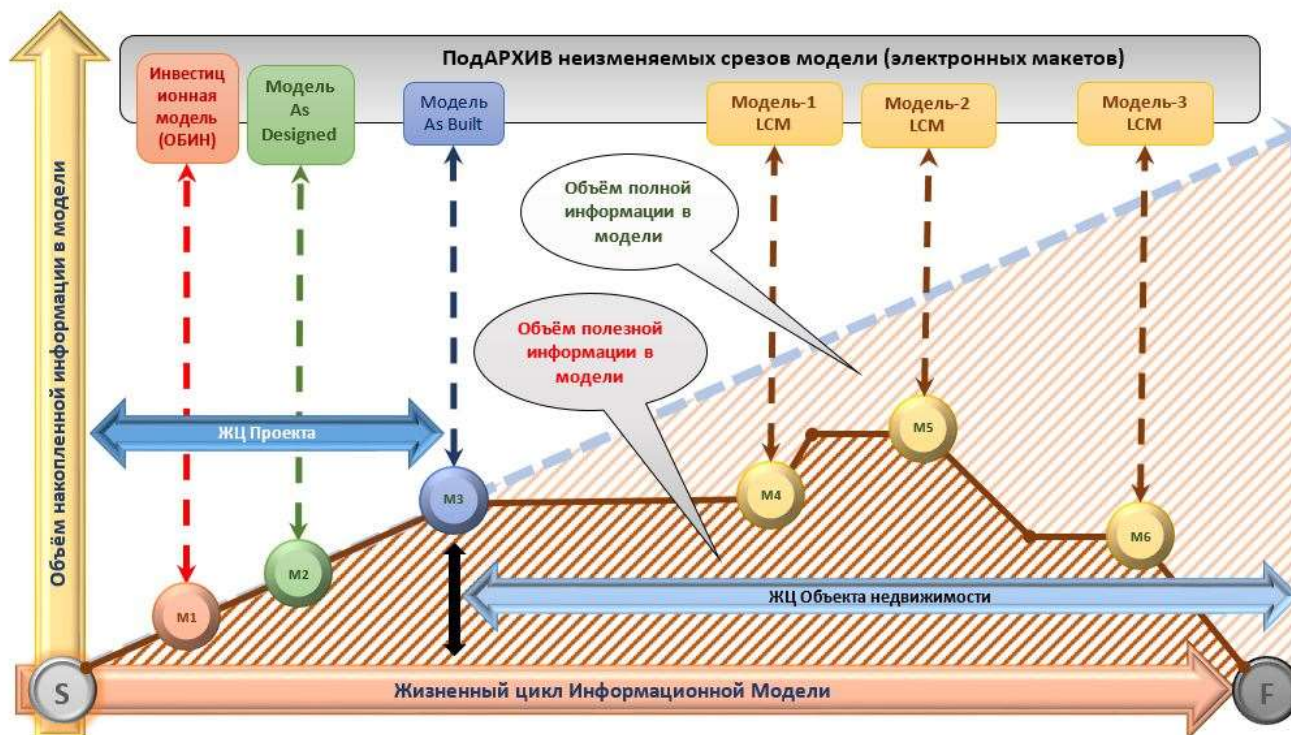 ПодАРХИВ неизменяемых срезов модели (электронных макетов)
Инвестиц
ионная
модель
(ОБИН)
Модель
As
Designed
Модель
As Built
Модель-1
LCM
Модель-2
LCM
Модель-3
LCM
Объём накопленной информации в модели
Объём полной
информации в
модели
Объём полезной
информации в
модели
ЖЦ Проекта
M1
M2
M3
M4
M5
M6
ЖЦ Объекта недвижимости
S
Жизненный цикл Информационной Модели
F